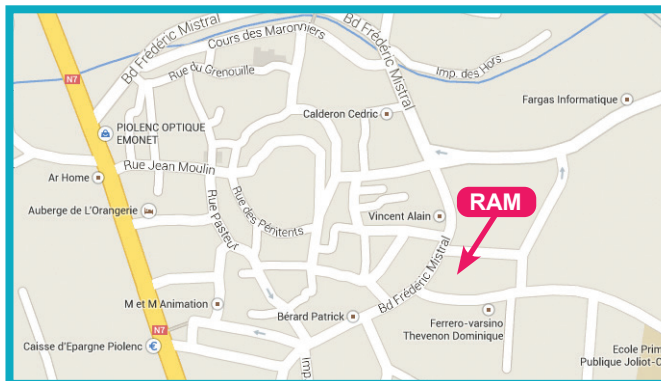 Bd Frédéric Mistral
Cours des Maronniers
Bd Frédéric Mistral
Rue du Grenouille
Imp. des Hors
N7
Calderon Cedric
Fargas Informatique
PIOLENC OPTIQUE
EMONET
Rue Jean Moulin
Ar Home
Rue des Pénitents
RAM
Auberge de L'Orangerie
Rue Pasteur
Vincent Alain
Bd Frédéric Mistral
M et M Animation
Bérard Patrick
Ferrero-varsino
Thevenon Dominique
N7
Caisse d'Epargne Piolenc
€
Imp
Ecole Prim
Publique Joliot-C